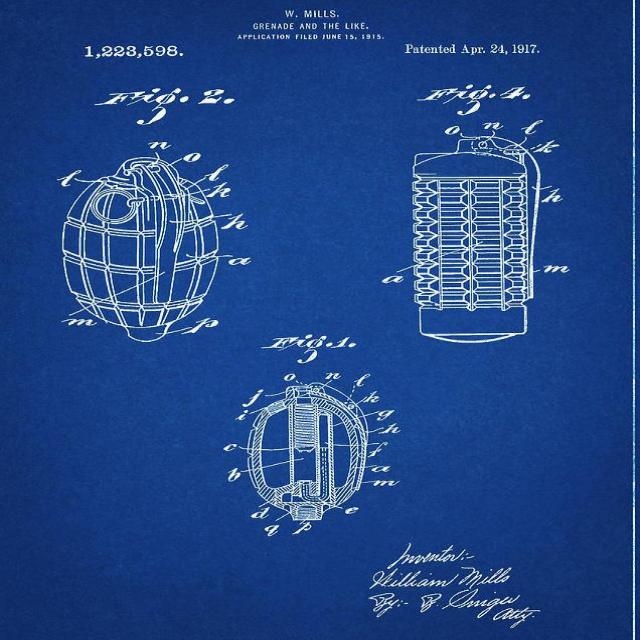 W. MILLS.
GRENADE AND THE LIKE.
APPLICATION FILED JUNE 15, 1915.
1,223,598.
Patented Apr. 24, 1917.
Fig. 2.
Fig. 4.
n
o
l
l
k
h
a
m
p
o
n
l
k
h
a
m
Fig. 1.
o
n
l
j
k
i
g
h
c
f
b
a
m
d
e
q
p
Inventor:-
William Mills
By:- B. Singer
Atty.